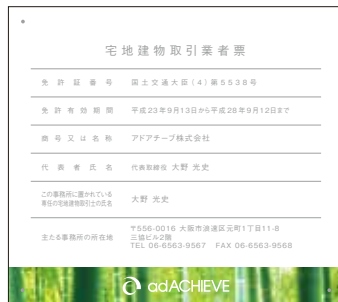 宅地建物取引業者票
免許証番号 国土交通大臣(4)第5538号
免許有効期間 平成23年9月13日から平成28年9月12日まで
商号又は名称 アドアチーブ株式会社
代表者氏名 代表取締役 大野 光史
この事務所に置かれている
専任の宅地建物取引士の氏名 大野 光史
主たる事務所の所在地 〒556-0016 大阪市浪速区元町1丁目11-8
三協ビル2階
TEL 06-6563-9567 FAX 06-6563-9568
adACHIEVE